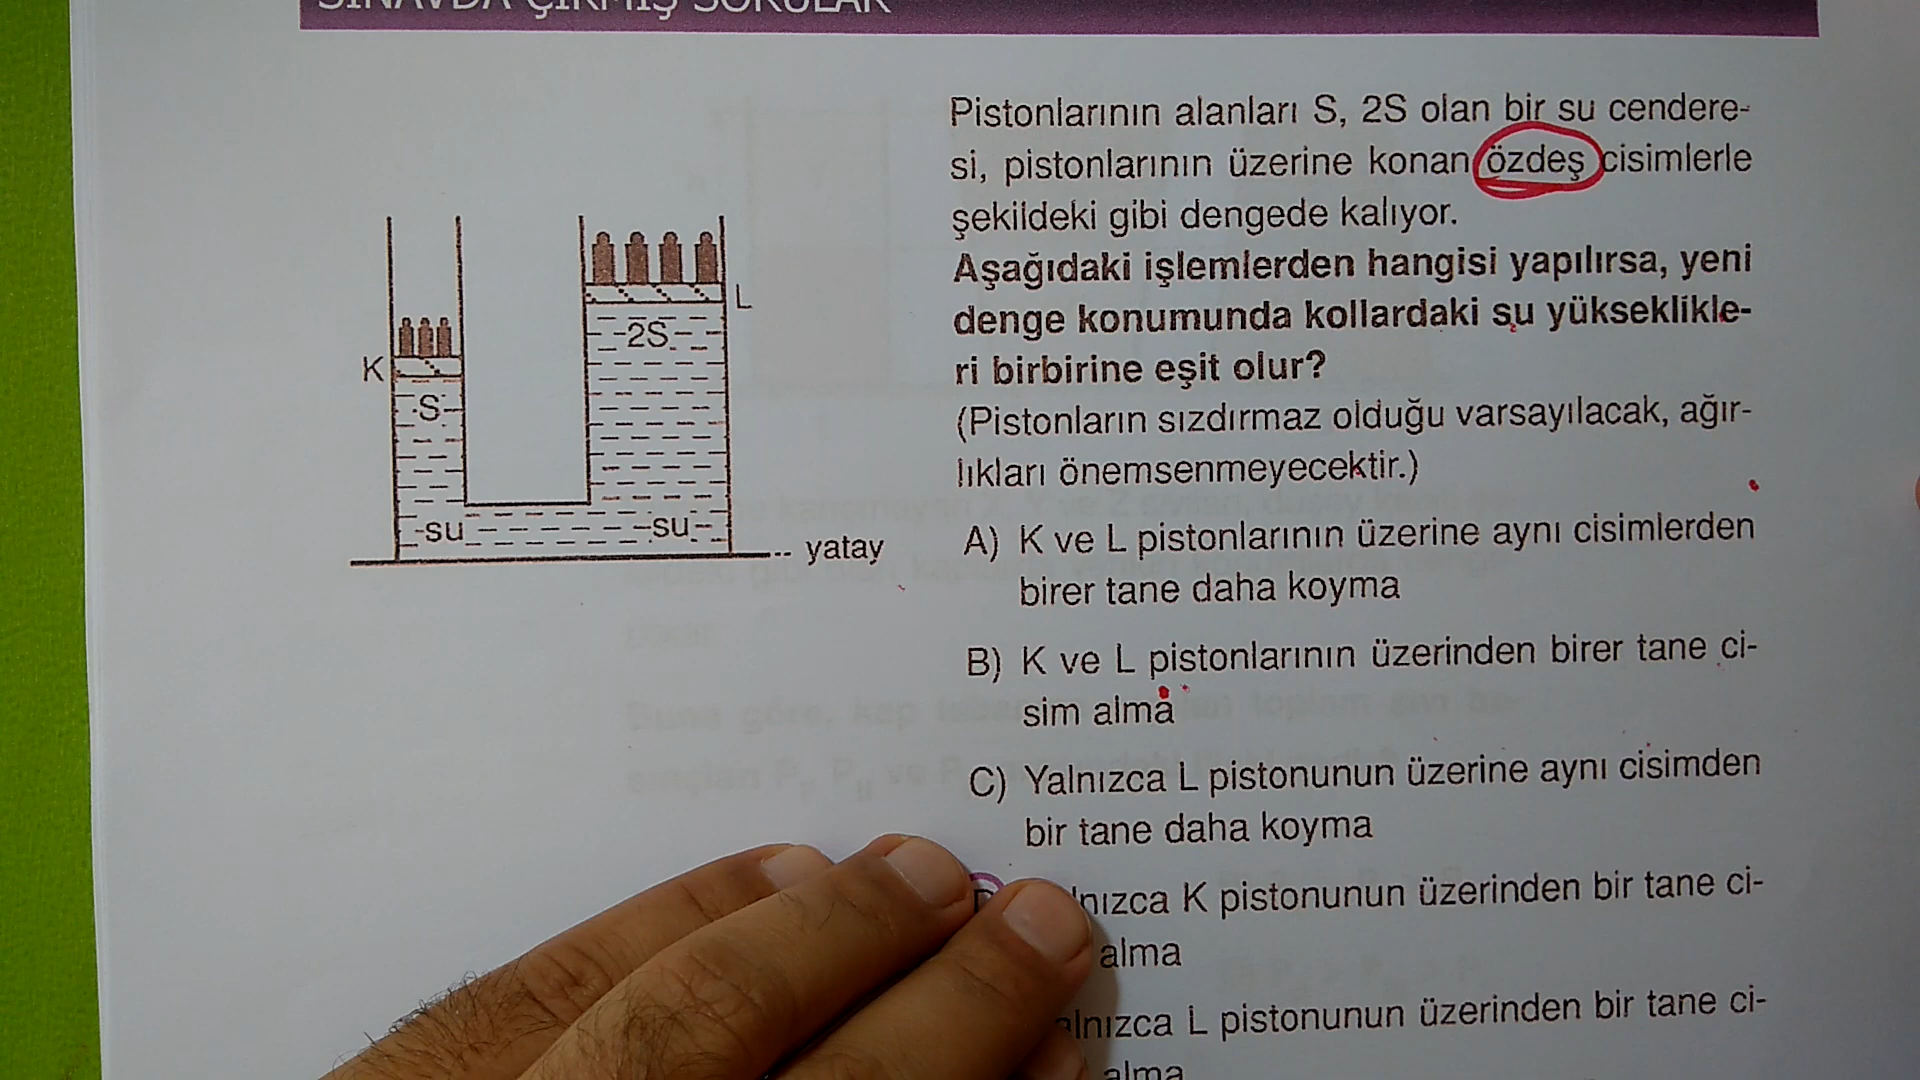 SINAVDA ÇIKMIŞ SORULAR
Pistonlarının alanları S, 2S olan bir su cendere-
si, pistonlarının üzerine konan özdeş cisimlerle
şekildeki gibi dengede kalıyor.
Aşağıdaki işlemlerden hangisi yapılırsa, yeni
denge konumunda kollardaki su yükseklikle-
ri birbirine eşit olur?
(Pistonların sızdırmaz olduğu varsayılacak, ağır-
lıkları önemsenmeyecektir.)
A) K ve L pistonlarının üzerine aynı cisimlerden
birer tane daha koyma
B) K ve L pistonlarının üzerinden birer tane ci-
sim alma
C) Yalnızca L pistonunun üzerine aynı cisimden
bir tane daha koyma
K pistonunun üzerinden bir tane ci-
alma
L pistonunun üzerinden bir tane ci-
alma
L
2S
K
S
su
su
yatay